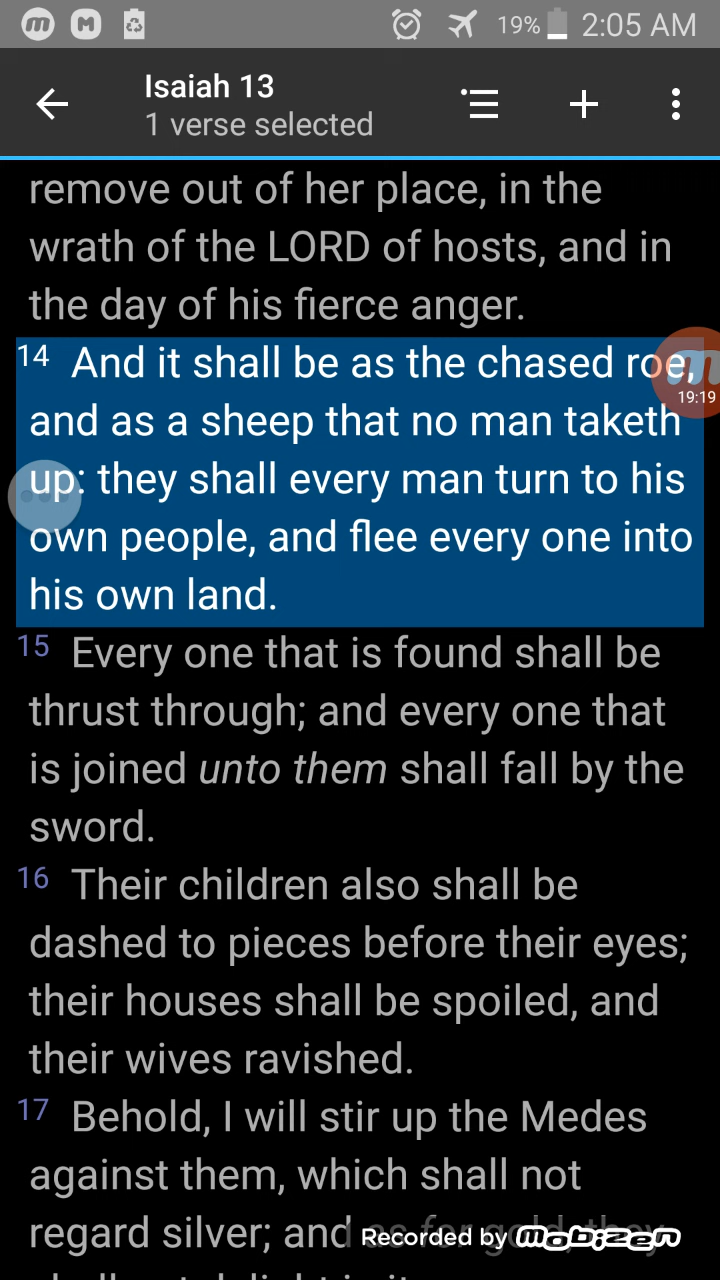 19% 2:05 AM
Isaiah 13
1 verse selected
remove out of her place, in the
wrath of the LORD of hosts, and in
the day of his fierce anger.
14 And it shall be as the chased roe,
19:19
and as a sheep that no man taketh
up: they shall every man turn to his
own people, and flee every one into
his own land.
15 Every one that is found shall be
thrust through; and every one that
is joined unto them shall fall by the
sword.
16 Their children also shall be
dashed to pieces before their eyes;
their houses shall be spoiled, and
their wives ravished.
17 Behold, I will stir up the Medes
against them, which shall not
regard silver; and as for gold, they
Recorded by mobizen